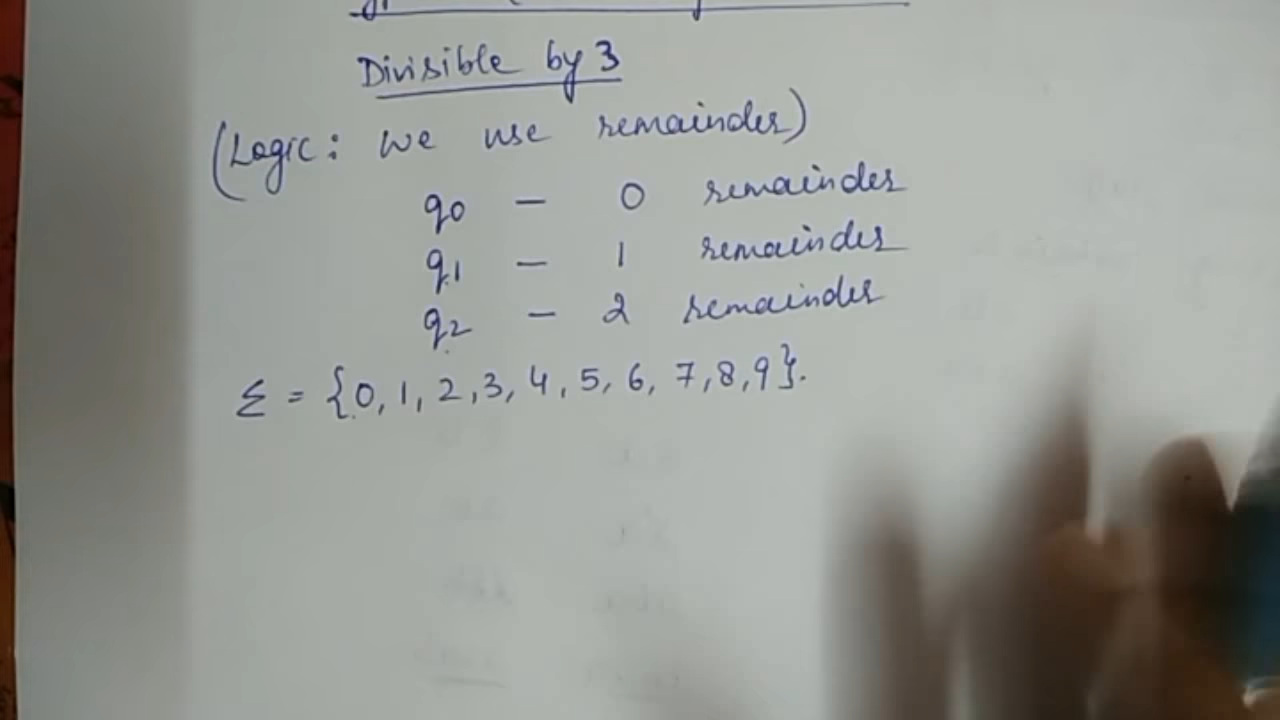 Divisible by 3
(Logic: we use remainder)
q0 - 0 remainder
q1 - 1 remainder
q2 - 2 remainder
Σ = {0, 1, 2, 3, 4, 5, 6, 7, 8, 9}.